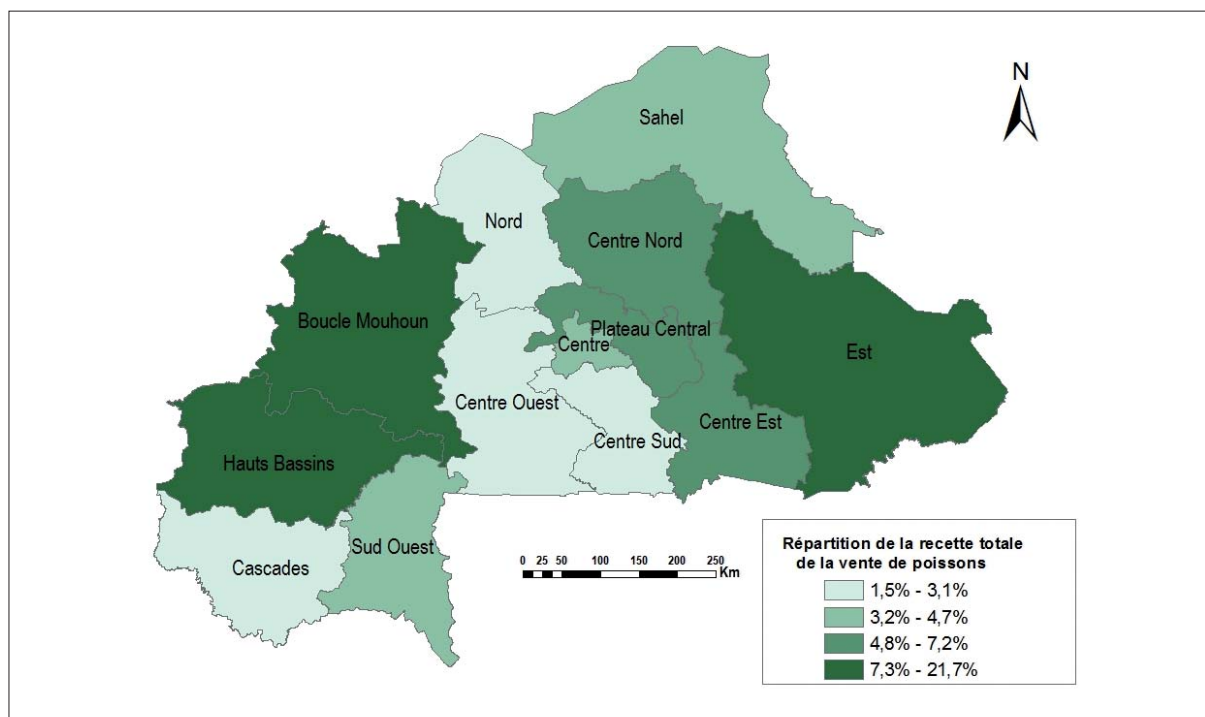 N
Sahel
Nord
Centre Nord
Boucle Mouhoun
Plateau Central
Centre
Est
Centre Ouest
Centre Est
Centre Sud
Hauts Bassins
Sud Ouest
Cascades
0 25 50 100 150 200 250
Km
Répartition de la recette totale
de la vente de poissons
1,5% - 3,1%
3,2% - 4,7%
4,8% - 7,2%
7,3% - 21,7%